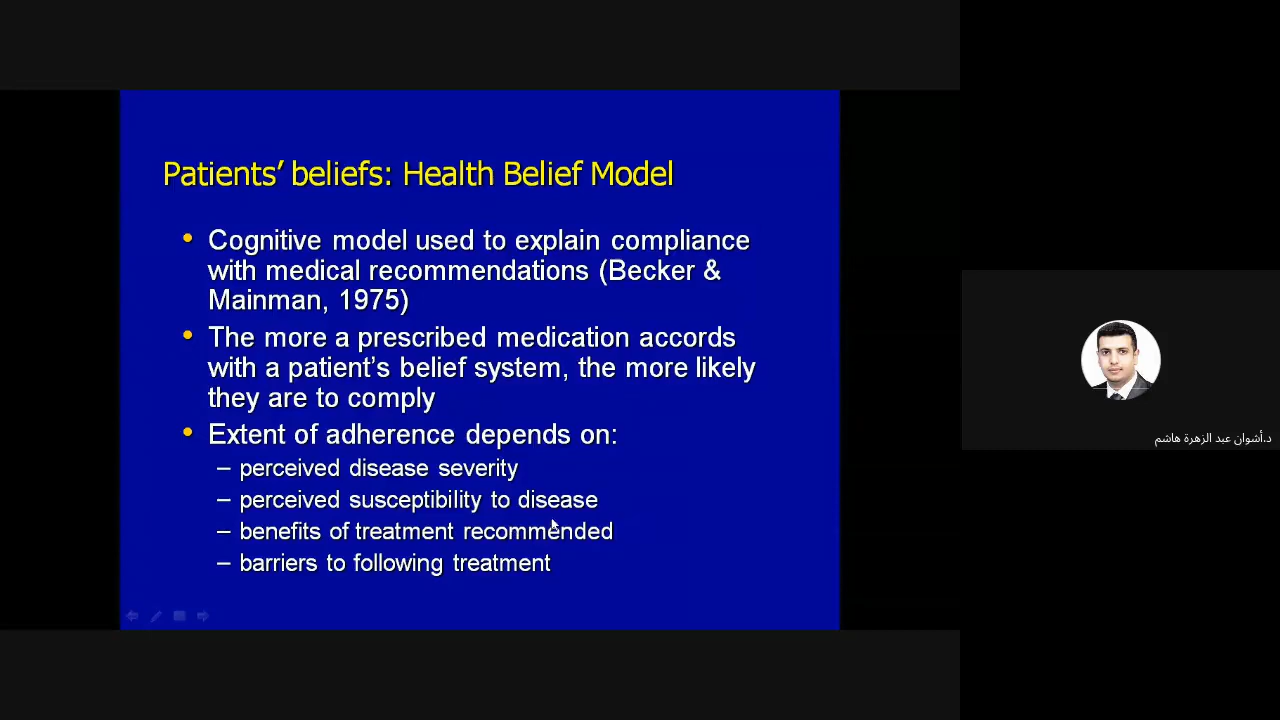 Patients’ beliefs: Health Belief Model
• Cognitive model used to explain compliance
with medical recommendations (Becker &
Mainman, 1975)
• The more a prescribed medication accords
with a patient’s belief system, the more likely
they are to comply
• Extent of adherence depends on:
– perceived disease severity
– perceived susceptibility to disease
– benefits of treatment recommended
– barriers to following treatment
د.أشوان عبد الزهرة هاشم